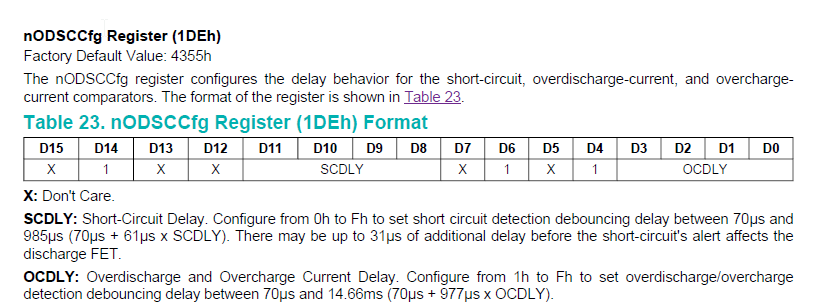 nODSCCfg Register (1DEh)
Factory Default Value: 4355h
The nODSCCfg register configures the delay behavior for the short-circuit, overdischarge-current, and overcharge-
current comparators. The format of the register is shown in Table 23.
Table 23. nODSCCfg Register (1DEh) Format
D15 D14 D13 D12 D11 D10 D9 D8 D7 D6 D5 D4 D3 D2 D1 D0
X 1 X X SCDLY X 1 X 1 OCDLY
X: Don't Care.
SCDLY: Short-Circuit Delay. Configure from 0h to Fh to set short circuit detection debouncing delay between 70µs and
985µs (70µs + 61µs x SCDLY). There may be up to 31µs of additional delay before the short-circuit's alert affects the
discharge FET.
OCDLY: Overdischarge and Overcharge Current Delay. Configure from 1h to Fh to set overdischarge/overcharge
detection debouncing delay between 70µs and 14.66ms (70µs + 977µs x OCDLY).